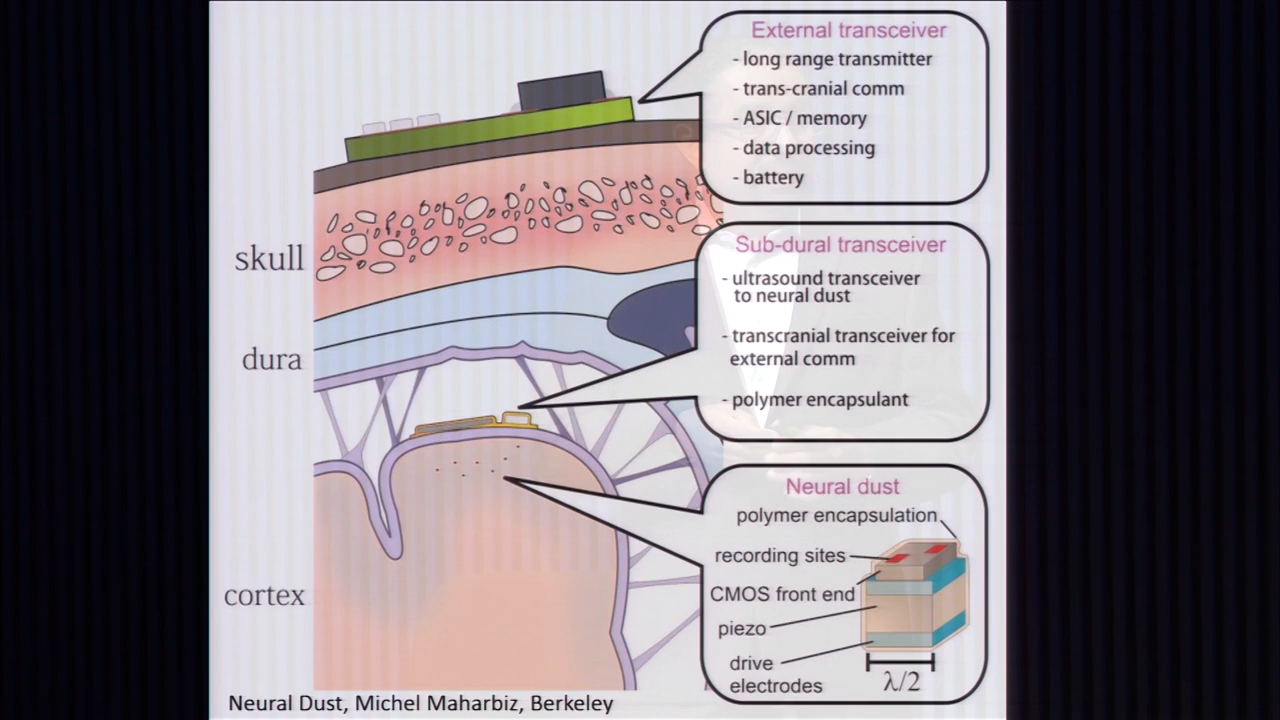 External transceiver
- long range transmitter
- trans-cranial comm
- ASIC / memory
- data processing
- battery
skull
Sub-dural transceiver
- ultrasound transceiver
to neural dust
- transcranial transceiver for
external comm
- polymer encapsulant
dura
Neural dust
polymer encapsulation
recording sites
CMOS front end
piezo
drive
electrodes
λ/2
cortex
Neural Dust, Michel Maharbiz, Berkeley